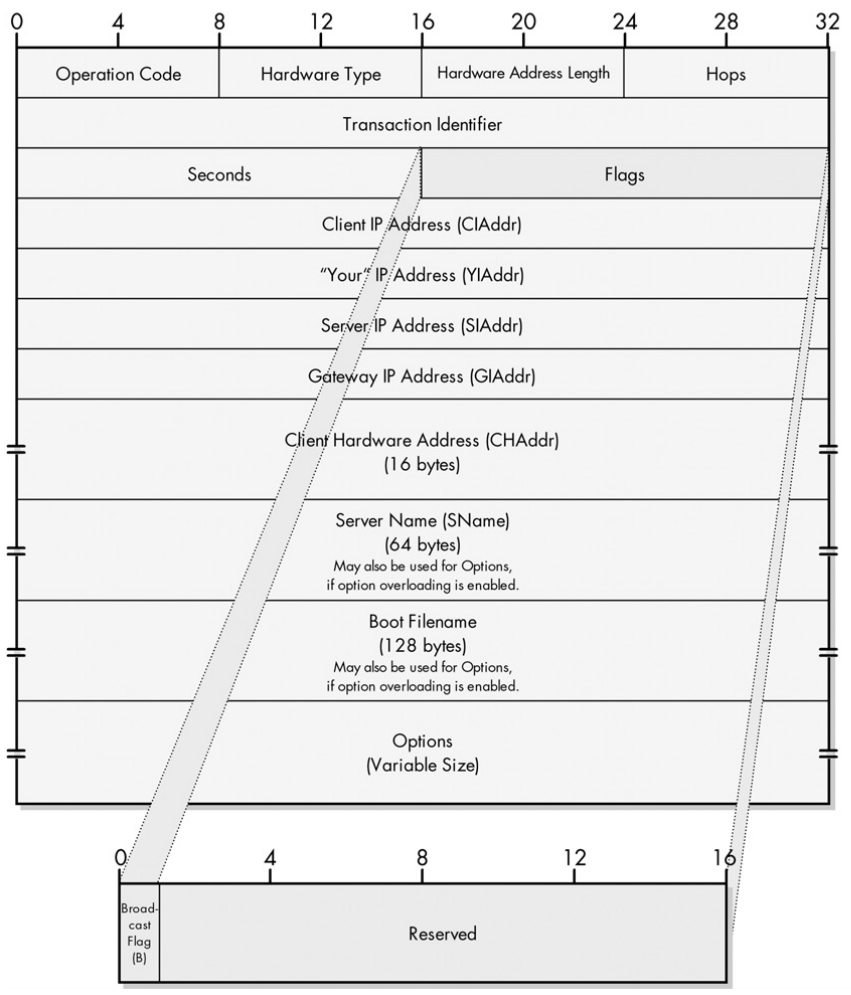 0 4 8 12 16 20 24 28 32
Operation Code Hardware Type Hardware Address Length Hops
Transaction Identifier
Seconds Flags
Client IP Address (CIAddr)
“Your” IP Address (YIAddr)
Server IP Address (SIAddr)
Gateway IP Address (GIAddr)
Client Hardware Address (CHAddr)
(16 bytes)
Server Name (SName)
(64 bytes)
May also be used for Options,
if option overloading is enabled.
Boot Filename
(128 bytes)
May also be used for Options,
if option overloading is enabled.
Options
(Variable Size)
0 4 8 12 16
Broad-
cast
Flag
(B)
Reserved